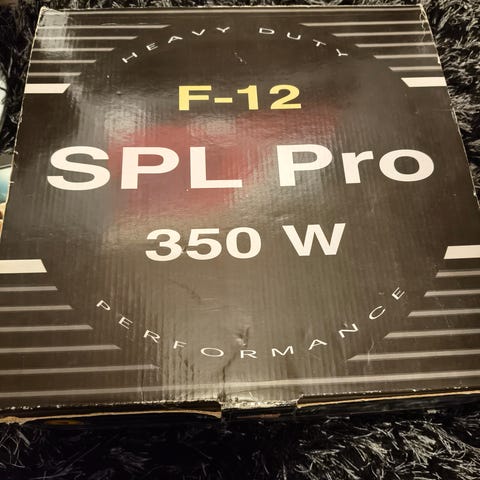 HEAVY DUTY
F-12
SPL Pro
350 W
PERFORMANCE